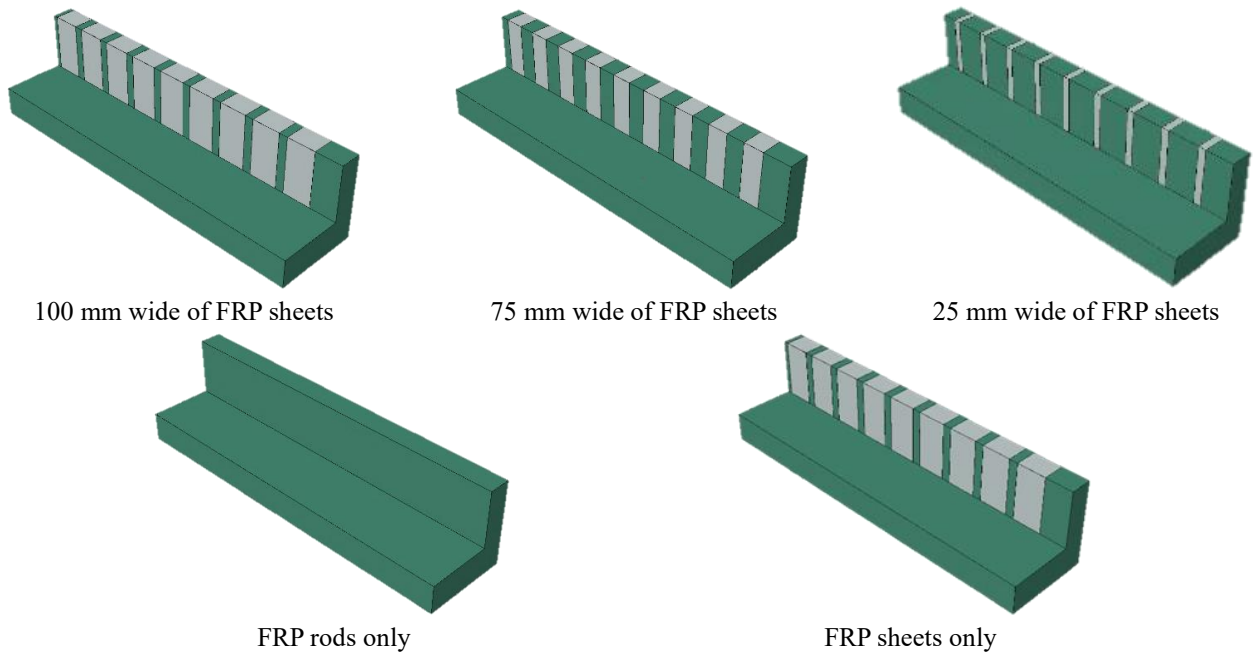 100 mm wide of FRP sheets
75 mm wide of FRP sheets
25 mm wide of FRP sheets
FRP rods only
FRP sheets only